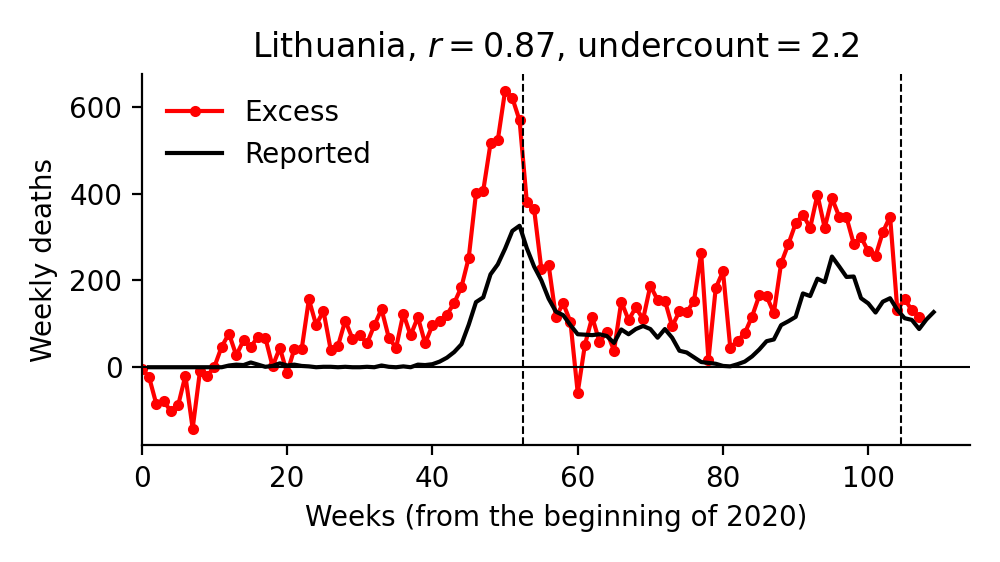 Lithuania, r = 0.87, undercount = 2.2
Excess
Reported
Weekly deaths
600
400
200
0
0 20 40 60 80 100
Weeks (from the beginning of 2020)